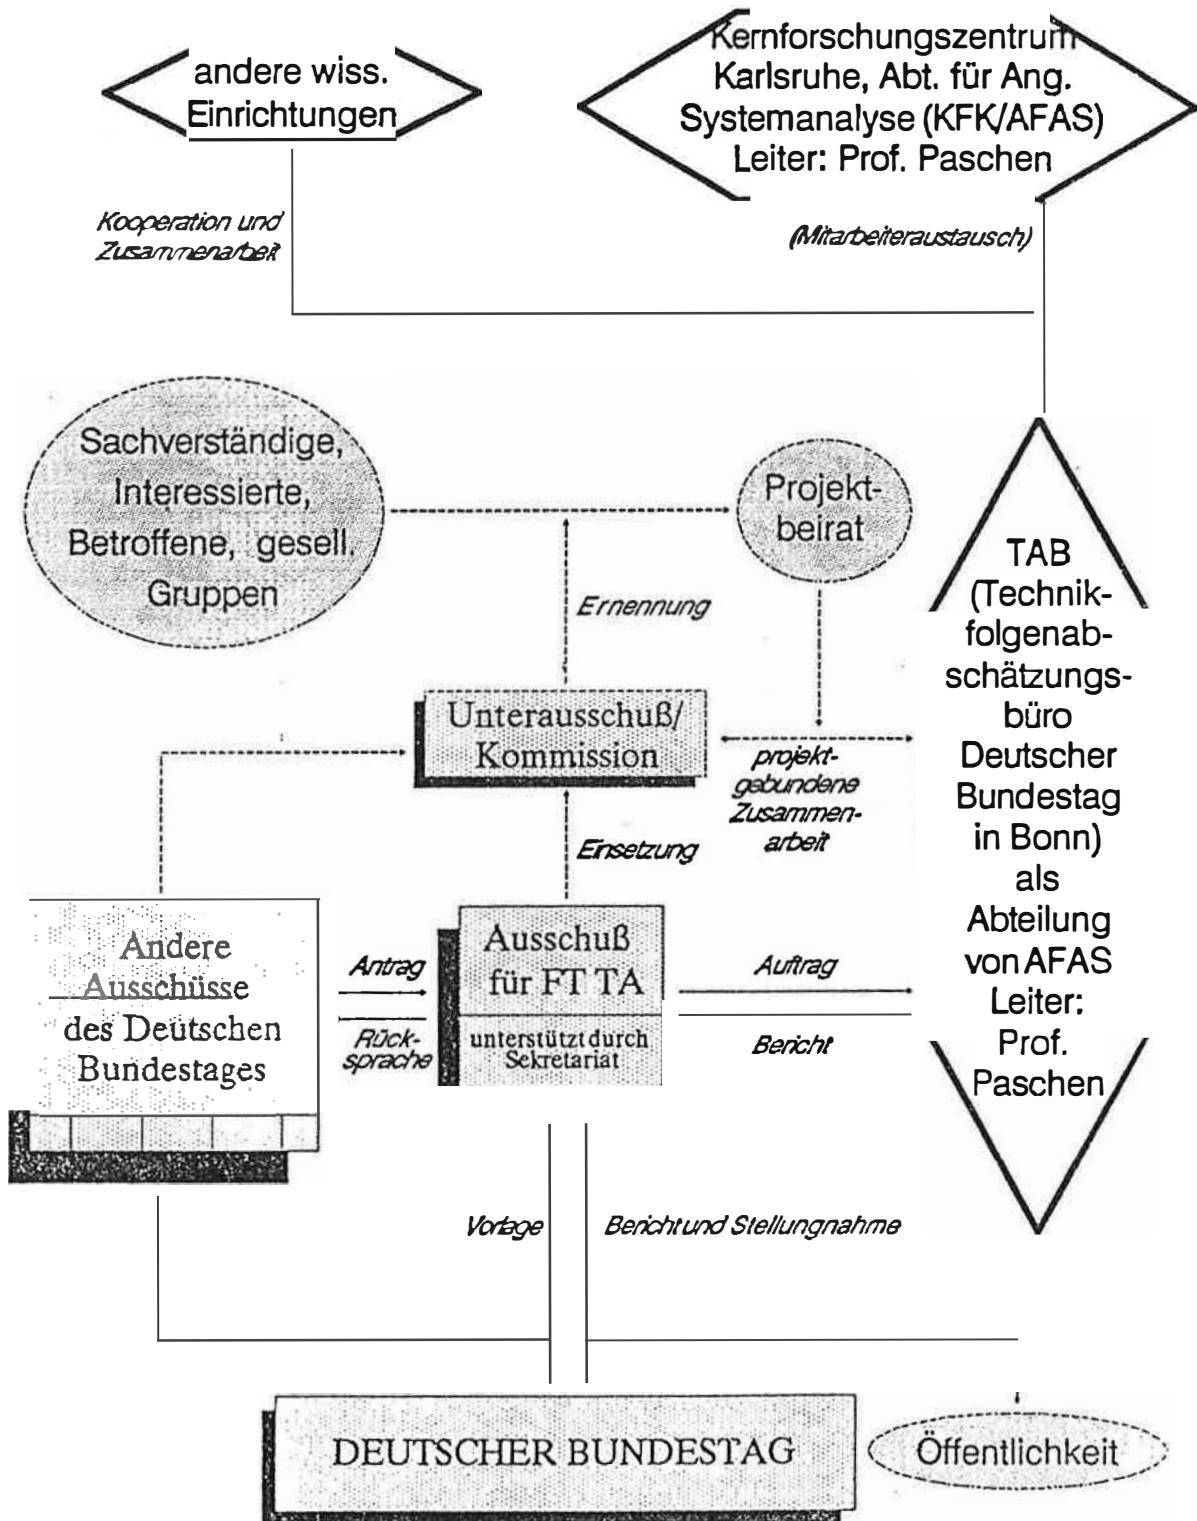 andere wiss.
Einrichtungen
Kernforschungszentrum
Karlsruhe, Abt. für Ang.
Systemanalyse (KFK/AFAS)
Leiter: Prof. Paschen
Kooperation und
Zusammenarbeit
(Mitarbeiteraustausch)
Sachverständige,
Interessierte,
Betroffene, gesell.
Gruppen
Projekt-
beirat
Ernennung
Unterausschuß/
Kommission
projekt-
gebundene
Zusammen-
arbeit
Einsetzung
TAB
(Technik-
folgenab-
schätzungs-
büro
Deutscher
Bundestag
in Bonn)
als
Abteilung
von AFAS
Leiter:
Prof.
Paschen
Andere
Ausschüsse
des Deutschen
Bundestages
Antrag
Rück-
sprache
Ausschuß
für FT TA
unterstützt durch
Sekretariat
Auftrag
Bericht
Vorlage
Bericht und Stellungnahme
DEUTSCHER BUNDESTAG
Öffentlichkeit